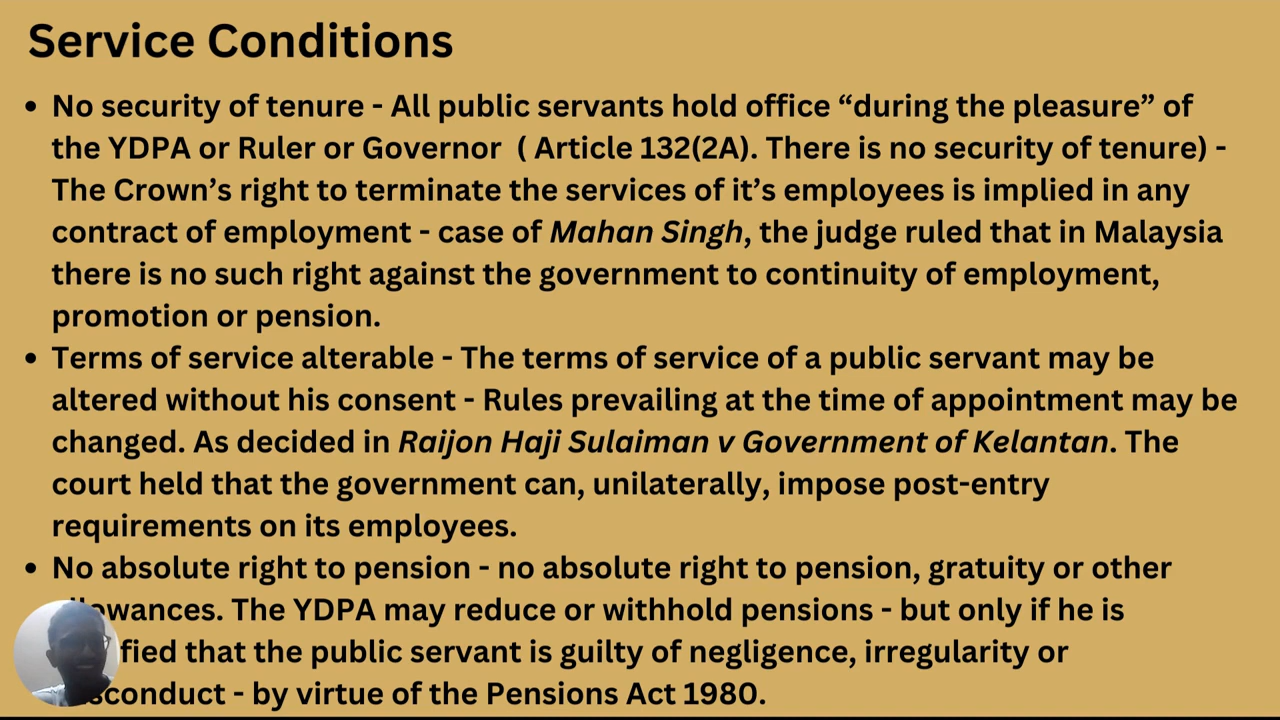 Service Conditions
• No security of tenure - All public servants hold office “during the pleasure” of
the YDPA or Ruler or Governor ( Article 132(2A). There is no security of tenure) -
The Crown’s right to terminate the services of it’s employees is implied in any
contract of employment - case of Mahan Singh, the judge ruled that in Malaysia
there is no such right against the government to continuity of employment,
promotion or pension.
• Terms of service alterable - The terms of service of a public servant may be
altered without his consent - Rules prevailing at the time of appointment may be
changed. As decided in Raijon Haji Sulaiman v Government of Kelantan. The
court held that the government can, unilaterally, impose post-entry
requirements on its employees.
• No absolute right to pension - no absolute right to pension, gratuity or other
The YDPA may reduce or withhold pensions - but only if he is
that the public servant is guilty of negligence, irregularity or
- by virtue of the Pensions Act 1980.